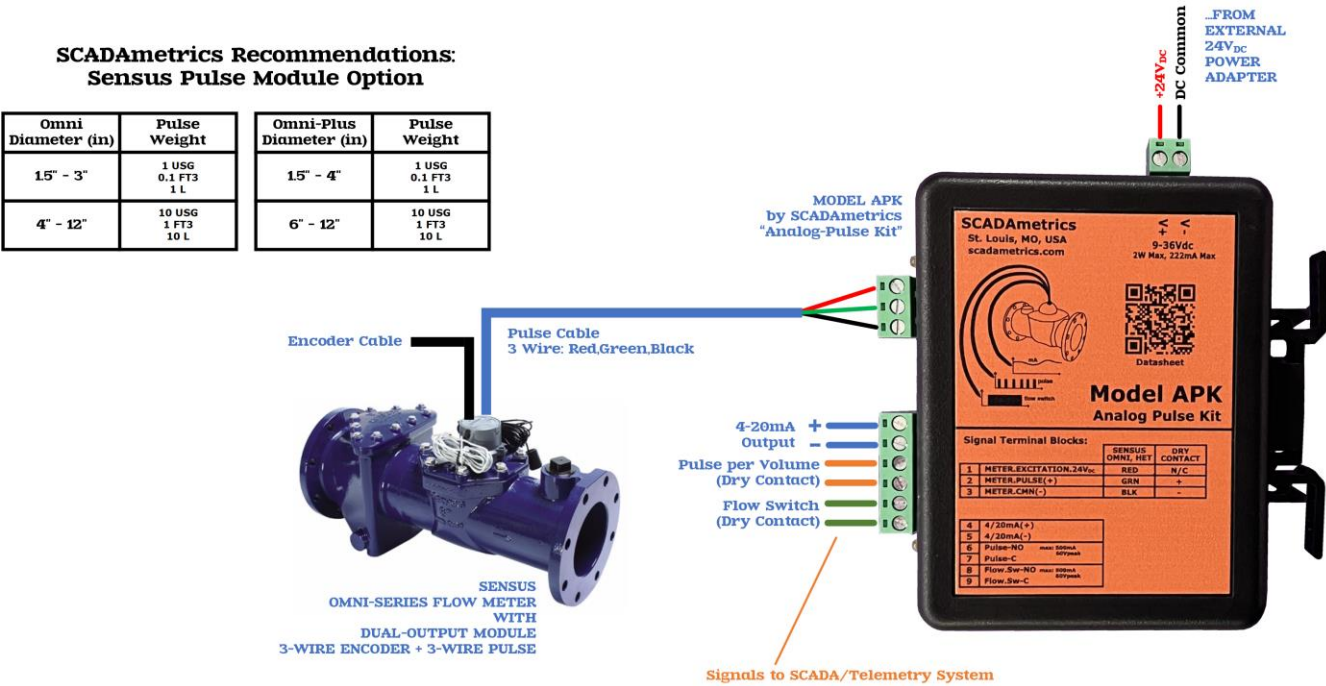 SCADAmetrics Recommendations:
Sensus Pulse Module Option
Omni Diameter (in)
Pulse Weight
1.5" - 3"
1 USG
0.1 FT3
1 L
4" - 12"
10 USG
1 FT3
10 L
Omni-Plus Diameter (in)
Pulse Weight
1.5" - 4"
1 USG
0.1 FT3
1 L
6" - 12"
10 USG
1 FT3
10 L
+24VDC
DC Common
...FROM
EXTERNAL
24VDC
POWER
ADAPTER
MODEL APK
by SCADAmetrics
"Analog-Pulse Kit"
SCADAmetrics
St. Louis, MO, USA
scadametrics.com
V+
V-
9-36Vdc
2W Max, 222mA Max
Datasheet
mA
pulse
flow switch
Model APK
Analog Pulse Kit
Signal Terminal Blocks:
SENSUS OMNI, HET
DRY CONTACT
1 METER.EXCITATION.24VDC RED N/C
2 METER.PULSE(+) GRN +
3 METER.CMN(-) BLK -
4 4/20mA(+)
5 4/20mA(-)
6 Pulse-NO max: 500mA
60Vpeak
7 Pulse-C
8 Flow.Sw-NO max: 500mA
60Vpeak
9 Flow.Sw-C
Encoder Cable
Pulse Cable
3 Wire: Red,Green,Black
4-20mA +
Output -
Pulse per Volume
(Dry Contact)
Flow Switch
(Dry Contact)
SENSUS
OMNI-SERIES FLOW METER
WITH
DUAL-OUTPUT MODULE
3-WIRE ENCODER + 3-WIRE PULSE
Signals to SCADA/Telemetry System